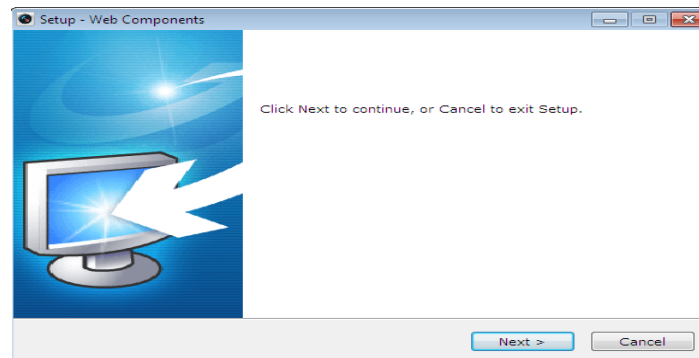 Setup - Web Components
Click Next to continue, or Cancel to exit Setup.
Next >
Cancel